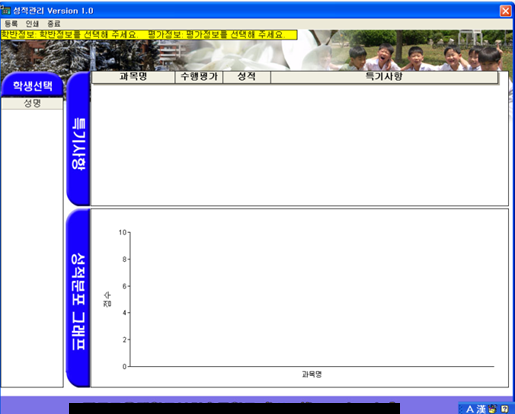 성적관리 Version 1.0
등록 인쇄 종료
학반정보: 학반정보를 선택해 주세요 평가정보: 평가정보를 선택해 주세요
학생선택
성명
특기사항
과목명 수행평가 성적 특기사항
성적분포 그래프
10
8
6
4
2
0
점수
과목명
A 漢